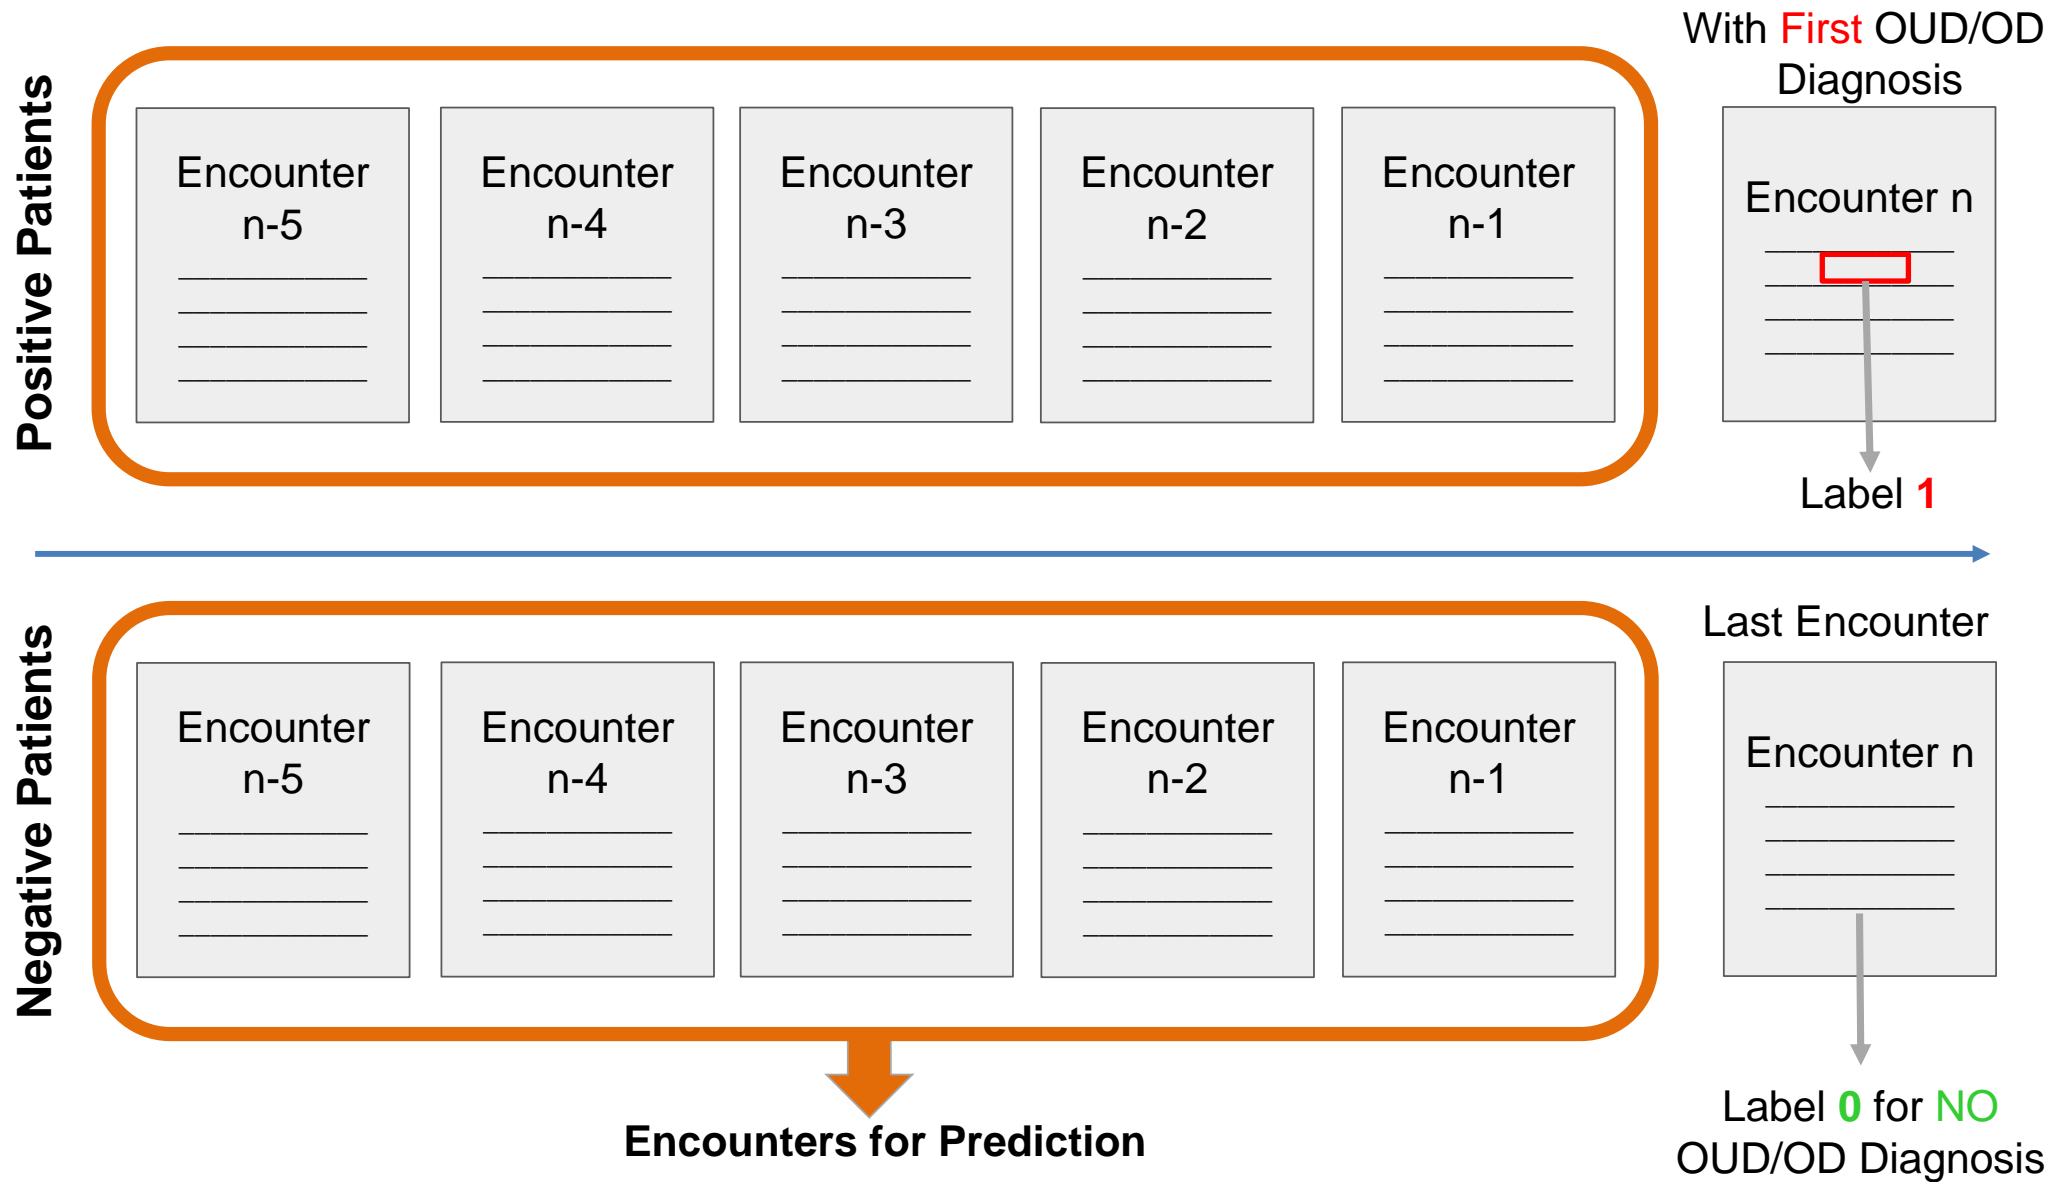 With First OUD/OD
Diagnosis
Positive Patients
Encounter
n-5
Encounter
n-4
Encounter
n-3
Encounter
n-2
Encounter
n-1
Encounter n
Label 1
Negative Patients
Last Encounter
Encounter
n-5
Encounter
n-4
Encounter
n-3
Encounter
n-2
Encounter
n-1
Encounter n
Encounters for Prediction
Label 0 for NO
OUD/OD Diagnosis